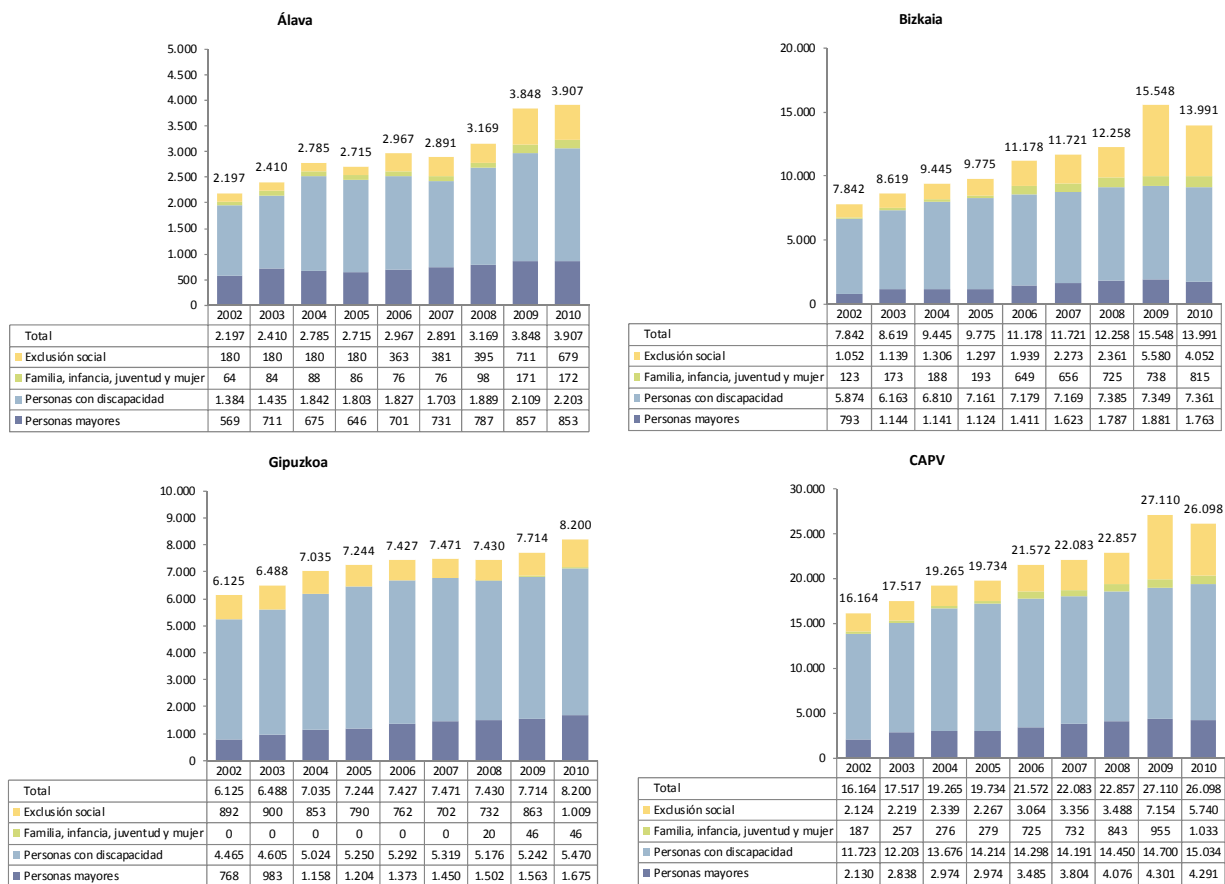 Álava
5.000
4.500
4.000
3.500
3.000
2.500
2.000
1.500
1.000
500
0
2.197
2.410
2.785
2.715
2.967
2.891
3.169
3.848
3.907
2002 2003 2004 2005 2006 2007 2008 2009 2010
Total 2.197 2.410 2.785 2.715 2.967 2.891 3.169 3.848 3.907
Exclusión social 180 180 180 180 363 381 395 711 679
Familia, infancia, juventud y mujer 64 84 88 86 76 76 98 171 172
Personas con discapacidad 1.384 1.435 1.842 1.803 1.827 1.703 1.889 2.109 2.203
Personas mayores 569 711 675 646 701 731 787 857 853
Bizkaia
20.000
15.000
10.000
5.000
0
7.842
8.619
9.445
9.775
11.178
11.721
12.258
15.548
13.991
2002 2003 2004 2005 2006 2007 2008 2009 2010
Total 7.842 8.619 9.445 9.775 11.178 11.721 12.258 15.548 13.991
Exclusión social 1.052 1.139 1.306 1.297 1.939 2.273 2.361 5.580 4.052
Familia, infancia, juventud y mujer 123 173 188 193 649 656 725 738 815
Personas con discapacidad 5.874 6.163 6.810 7.161 7.179 7.169 7.385 7.349 7.361
Personas mayores 793 1.144 1.141 1.124 1.411 1.623 1.787 1.881 1.763
Gipuzkoa
10.000
9.000
8.000
7.000
6.000
5.000
4.000
3.000
2.000
1.000
0
6.125
6.488
7.035
7.244
7.427
7.471
7.430
7.714
8.200
2002 2003 2004 2005 2006 2007 2008 2009 2010
Total 6.125 6.488 7.035 7.244 7.427 7.471 7.430 7.714 8.200
Exclusión social 892 900 853 790 762 702 732 863 1.009
Familia, infancia, juventud y mujer 0 0 0 0 0 0 20 46 46
Personas con discapacidad 4.465 4.605 5.024 5.250 5.292 5.319 5.176 5.242 5.470
Personas mayores 768 983 1.158 1.204 1.373 1.450 1.502 1.563 1.675
CAPV
30.000
25.000
20.000
15.000
10.000
5.000
0
16.164
17.517
19.265
19.734
21.572
22.083
22.857
27.110
26.098
2002 2003 2004 2005 2006 2007 2008 2009 2010
Total 16.164 17.517 19.265 19.734 21.572 22.083 22.857 27.110 26.098
Exclusión social 2.124 2.219 2.339 2.267 3.064 3.356 3.488 7.154 5.740
Familia, infancia, juventud y mujer 187 257 276 279 725 732 843 955 1.033
Personas con discapacidad 11.723 12.203 13.676 14.214 14.298 14.191 14.450 14.700 15.034
Personas mayores 2.130 2.838 2.974 2.974 3.485 3.804 4.076 4.301 4.291